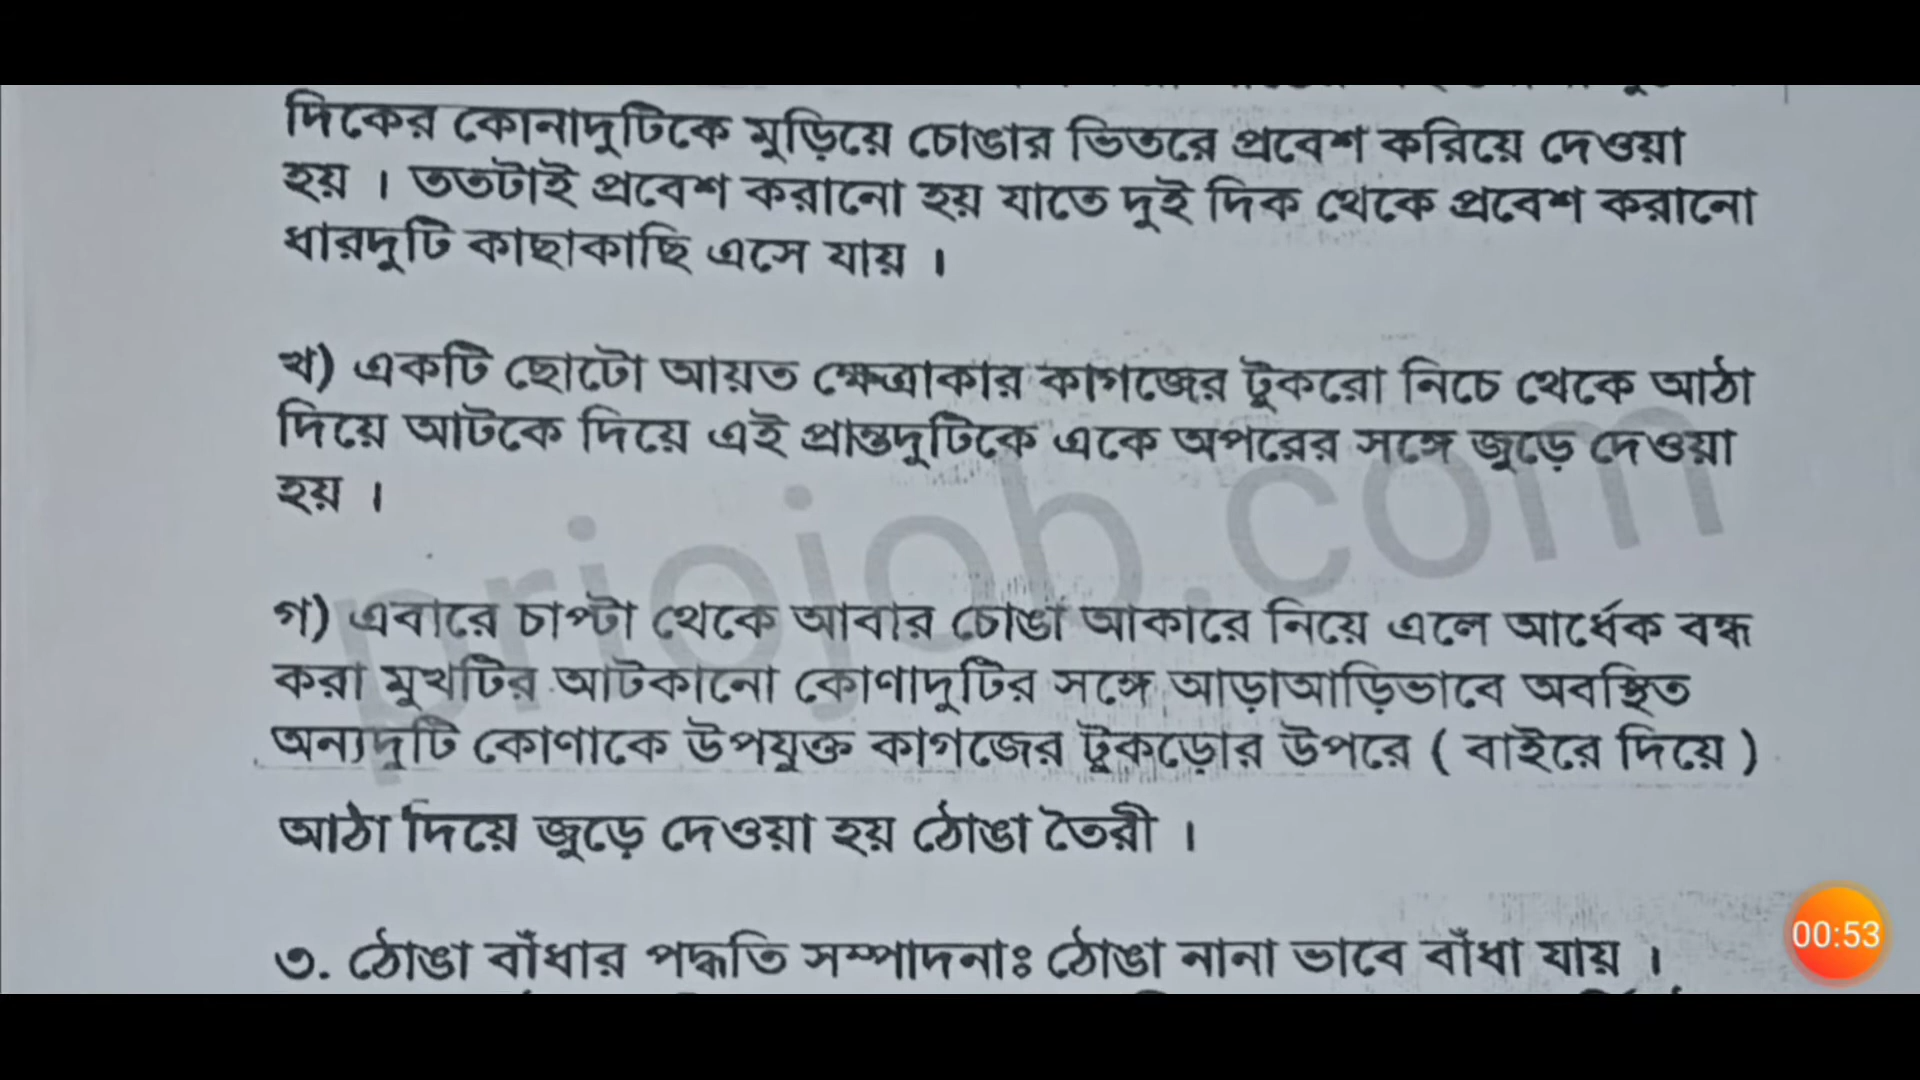 দিকের কোনাদুটিকে মুড়িয়ে চোঙার ভিতরে প্রবেশ করিয়ে দেওয়া
হয় । ততটাই প্রবেশ করানো হয় যাতে দুই দিক থেকে প্রবেশ করানো
ধারদুটি কাছাকাছি এসে যায় ।
খ) একটি ছোটো আয়ত ক্ষেত্রাকার কাগজের টুকরো নিচে থেকে আঠা
দিয়ে আটকে দিয়ে এই প্রান্তদুটিকে একে অপরের সঙ্গে জুড়ে দেওয়া
হয় ।
গ) এবারে চাপ্টা থেকে আবার চোঙা আকারে নিয়ে এলে আর্ধেক বন্ধ
করা মুখটির আটকানো কোণাদুটির সঙ্গে আড়াআড়িভাবে অবস্থিত
অন্যদুটি কোণাকে উপযুক্ত কাগজের টুকড়োর উপরে ( বাইরে দিয়ে )
আঠা দিয়ে জুড়ে দেওয়া হয় ঠোঙা তৈরী ।
৩. ঠোঙা বাঁধার পদ্ধতি সম্পাদনাঃ ঠোঙা নানা ভাবে বাঁধা যায় ।
priojob.com
00:53